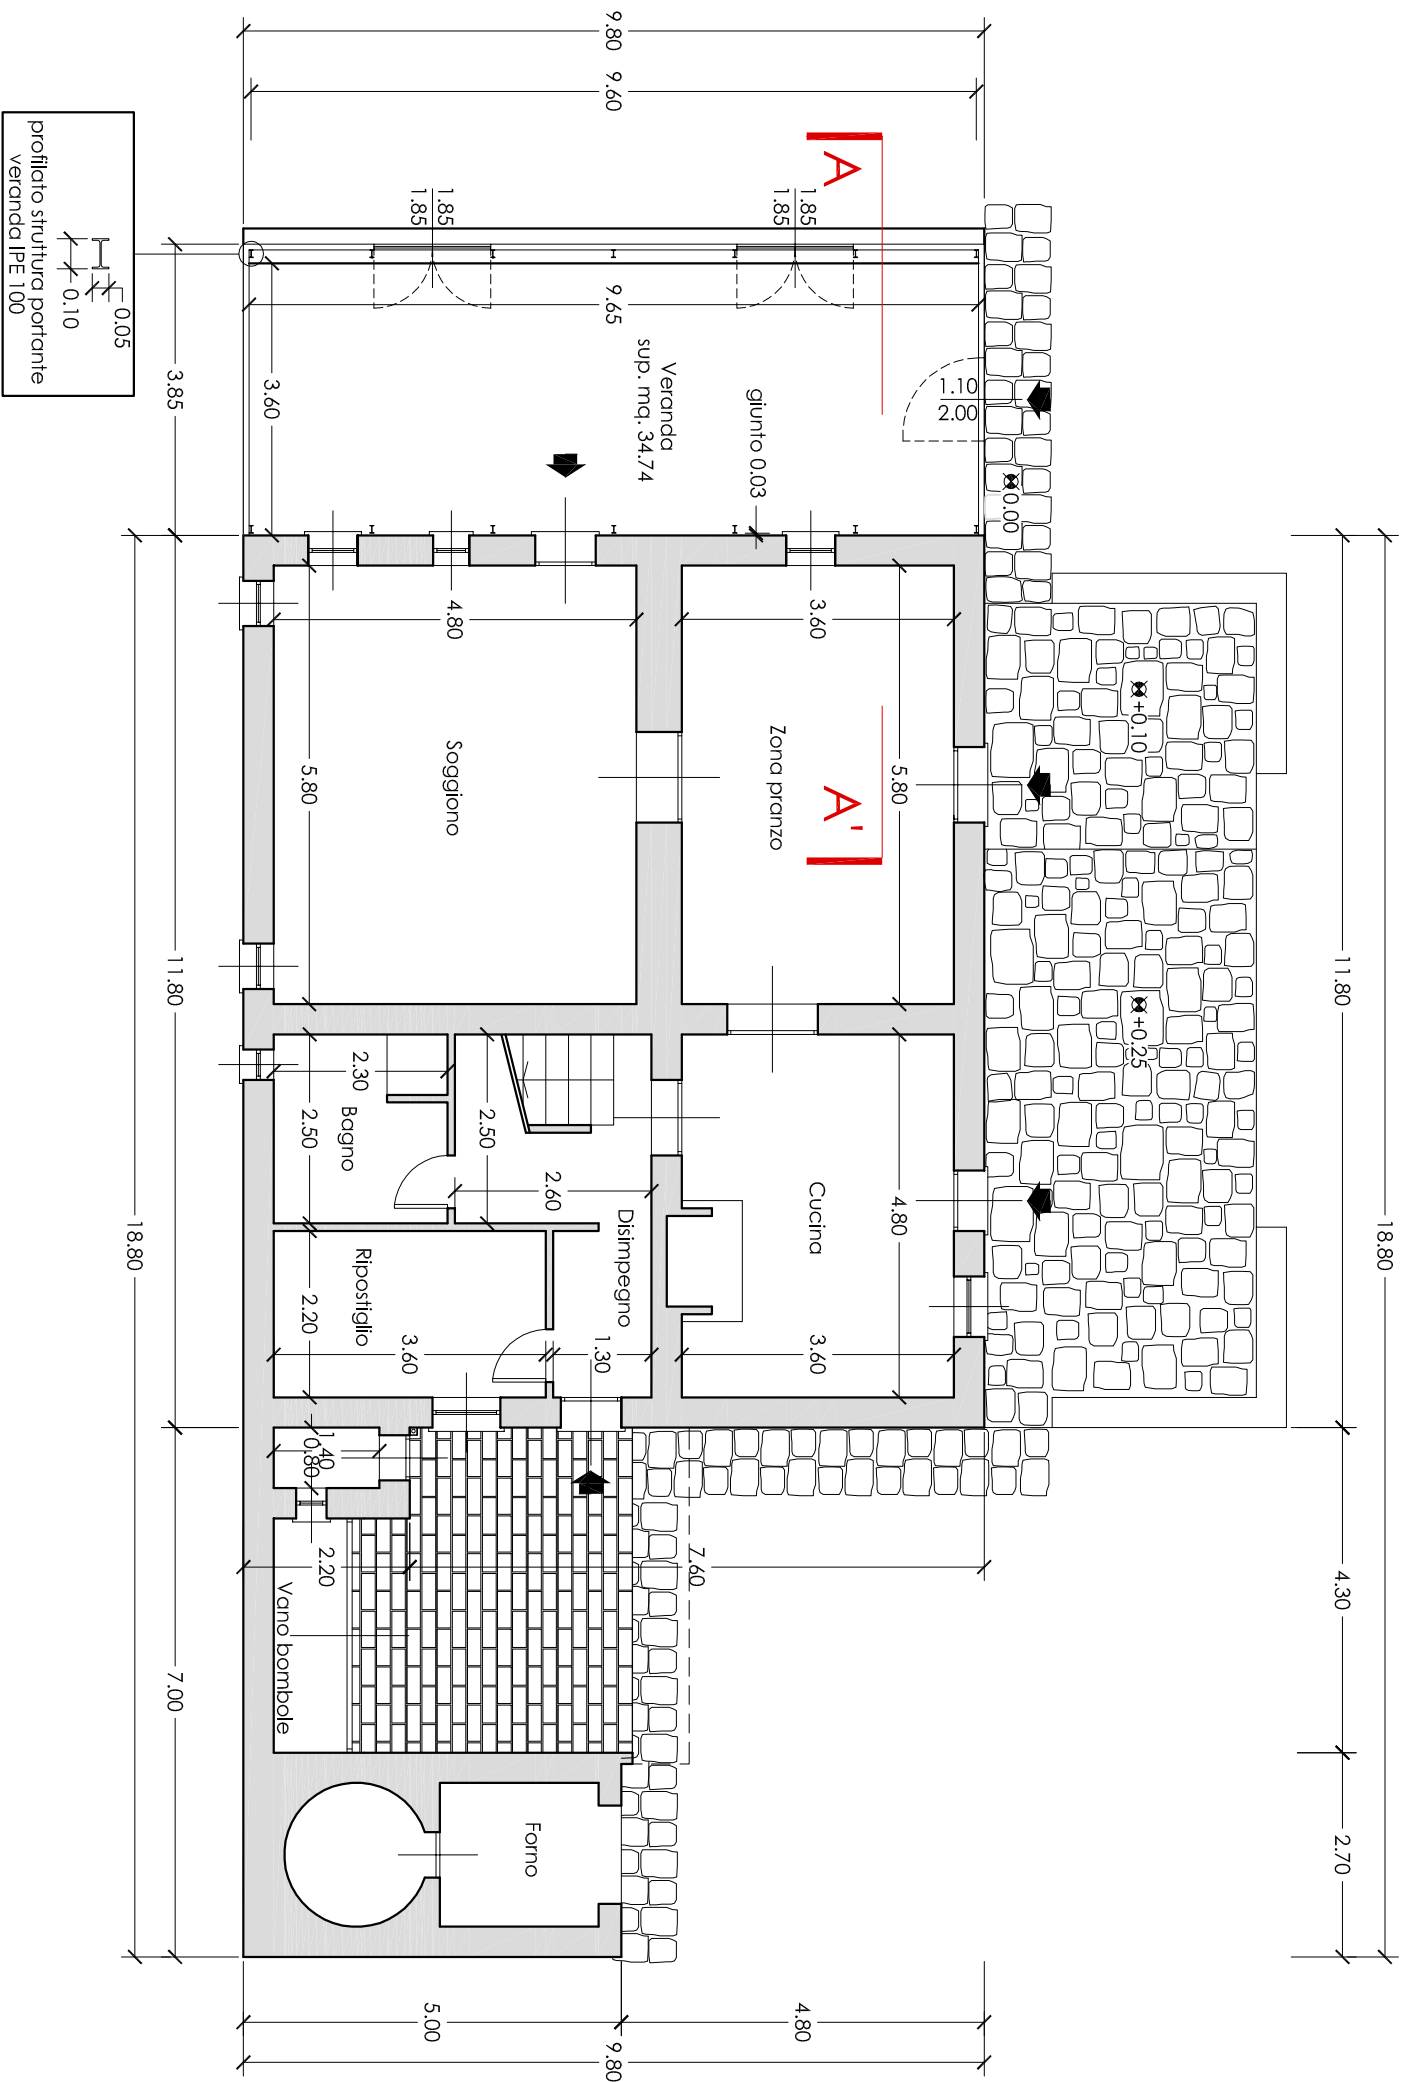 18.80
11.80
4.30
2.70
9.80
9.60
A
A'
1.85
1.85
1.85
1.85
1.10
2.00
0.00
+0.10
+0.25
9.65
Veranda
sup. mq. 34.74
giunto 0.03
3.60
3.85
profilato struttura portante
veranda IPE 100
0.05
0.10
3.60
5.80
Zona pranzo
4.80
5.80
Soggiono
4.80
Cucina
3.60
2.30
2.50
Bagno
2.50
2.60
Disimpegno
1.30
Ripostiglio
2.20
3.60
1.40
0.80
2.20
7.60
Vano bombole
Forno
11.80
7.00
18.80
4.80
5.00
9.80